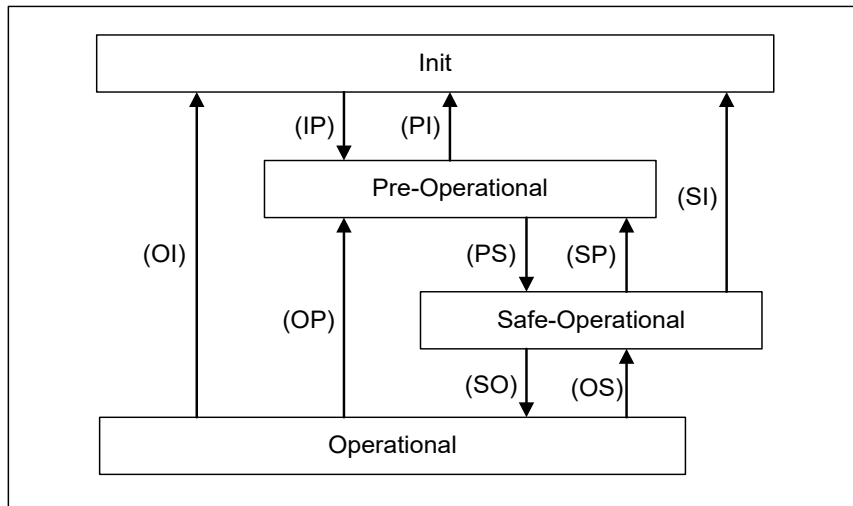 Init
(IP)
(PI)
Pre-Operational
(SI)
(OI)
(PS)
(SP)
(OP)
Safe-Operational
(SO)
(OS)
Operational